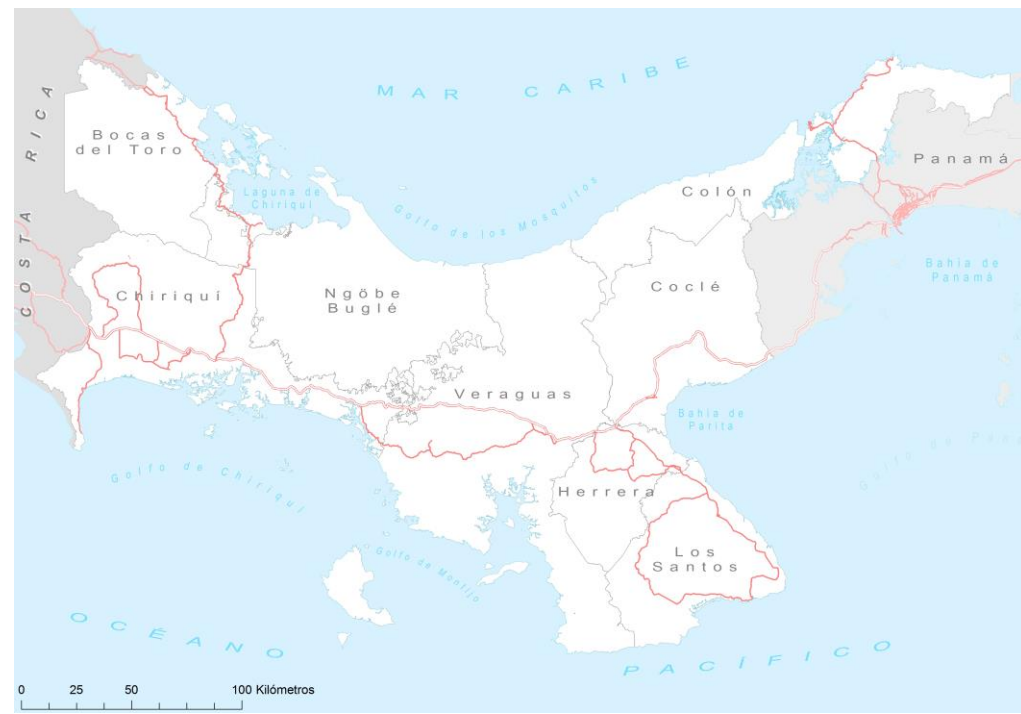 MAR CARIBE
COSTA RICA
Bocas
del Toro
Laguna de
Chiriquí
Golfo de los Mosquitos
Colón
Panamá
Bahía de
Panamá
Chiriquí
Ngöbe
Buglé
Coclé
Veraguas
Bahía de
Parita
Golfo de Chiriquí
Herrera
Los
Santos
Golfo de Montijo
OCÉANO
PACÍFICO
0 25 50 100 Kilómetros